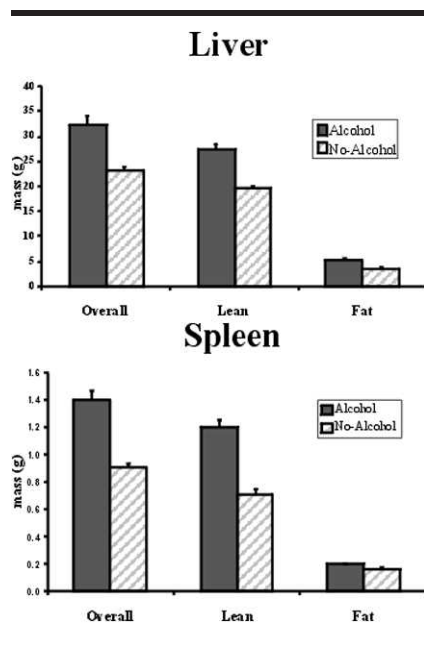 Liver
40
35
30
25
20
15
10
5
0
mass (g)
Alcohol
No-Alcohol
Overall Lean Fat
Spleen
1.6
1.4
1.2
1.0
0.8
0.6
0.4
0.2
0.0
mass (g)
Alcohol
No-Alcohol
Overall Lean Fat